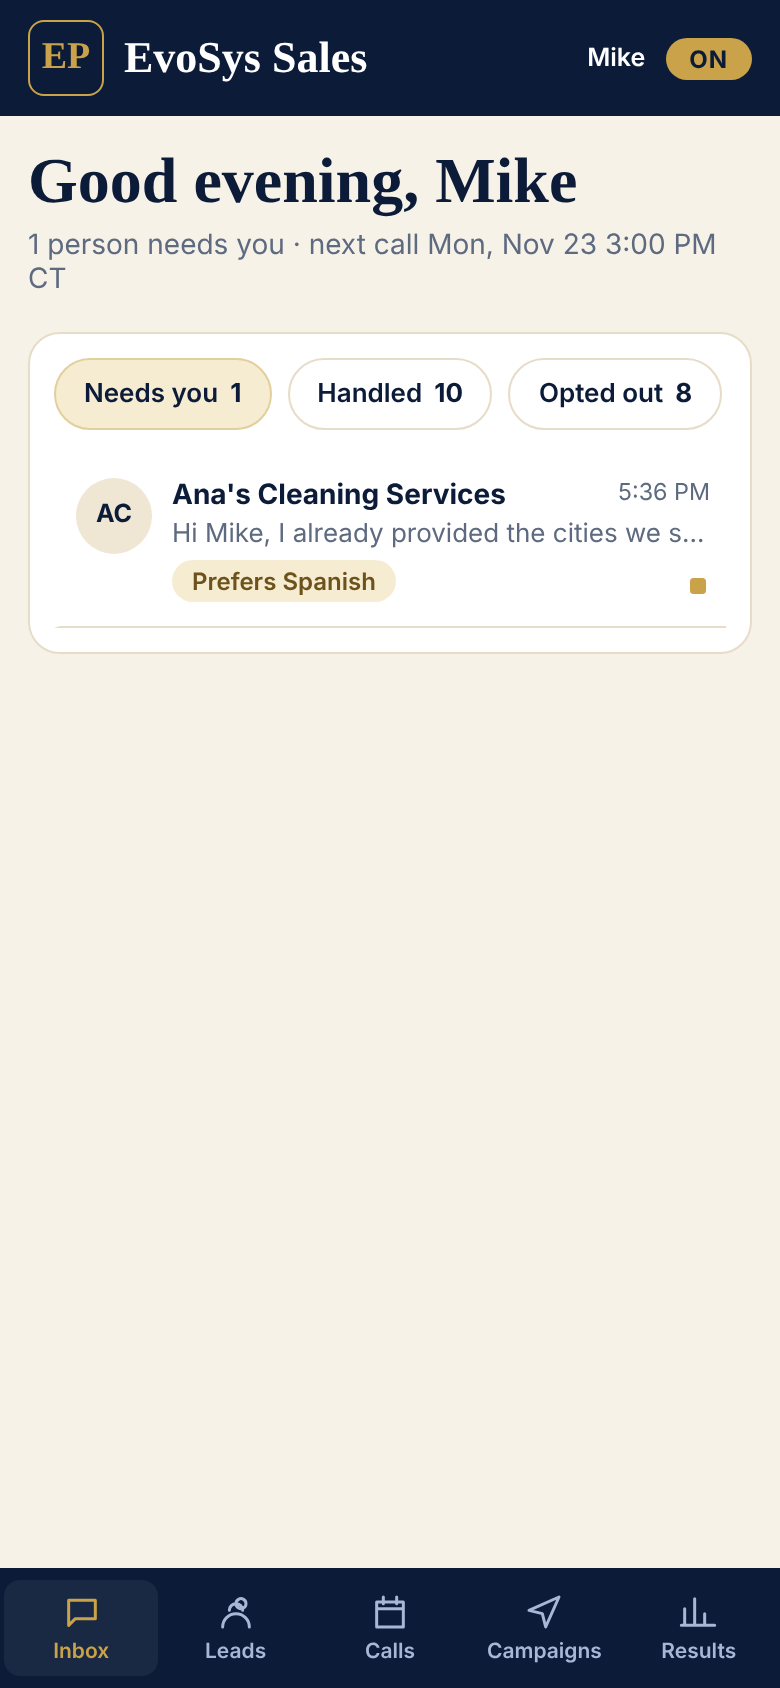 EP EvoSys Sales Mike ON
Good evening, Mike
1 person needs you · next call Mon, Nov 23 3:00 PM
CT
Needs you 1 Handled 10 Opted out 8
AC Ana's Cleaning Services 5:36 PM
Hi Mike, I already provided the cities we s...
Prefers Spanish
Inbox Leads Calls Campaigns Results